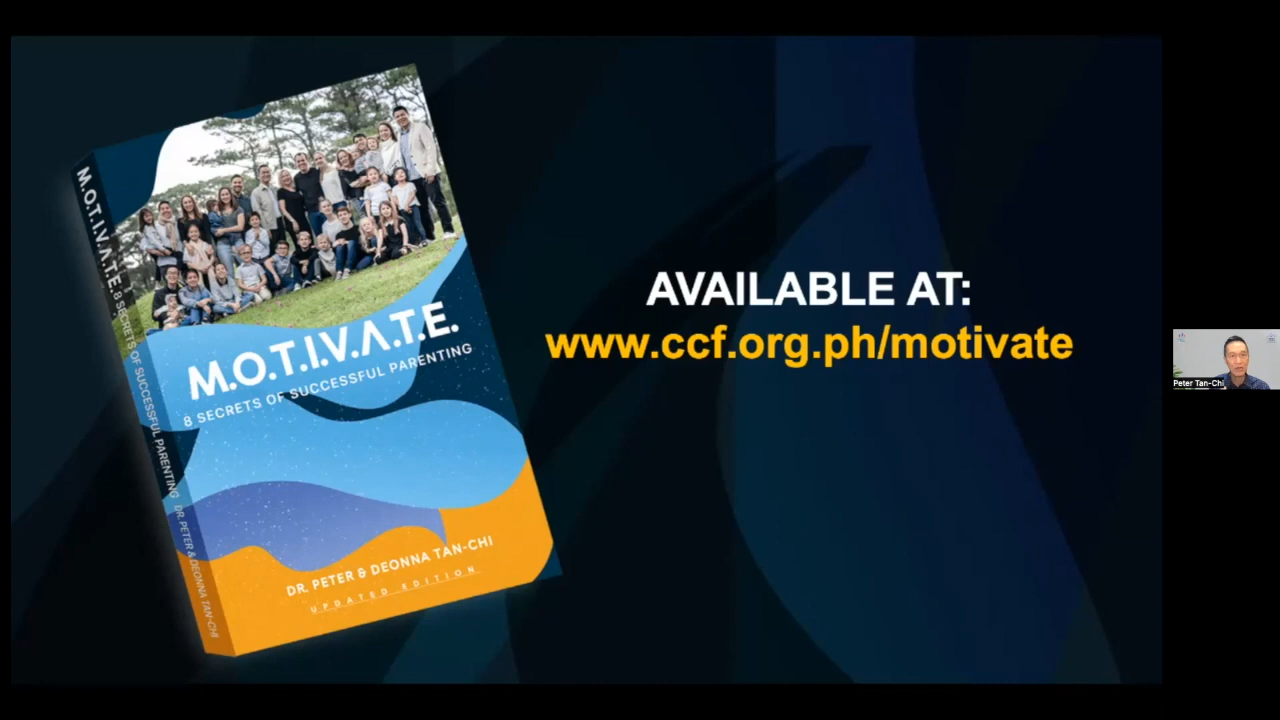 M.O.T.I.V.A.T.E. 8 SECRETS OF SUCCESSFUL PARENTING DR. PETER & DEONNA TAN-CHI
M.O.T.I.V.A.T.E.
8 SECRETS OF SUCCESSFUL PARENTING
DR. PETER & DEONNA TAN-CHI
UPDATED EDITION
AVAILABLE AT:
www.ccf.org.ph/motivate
Peter Tan-Chi